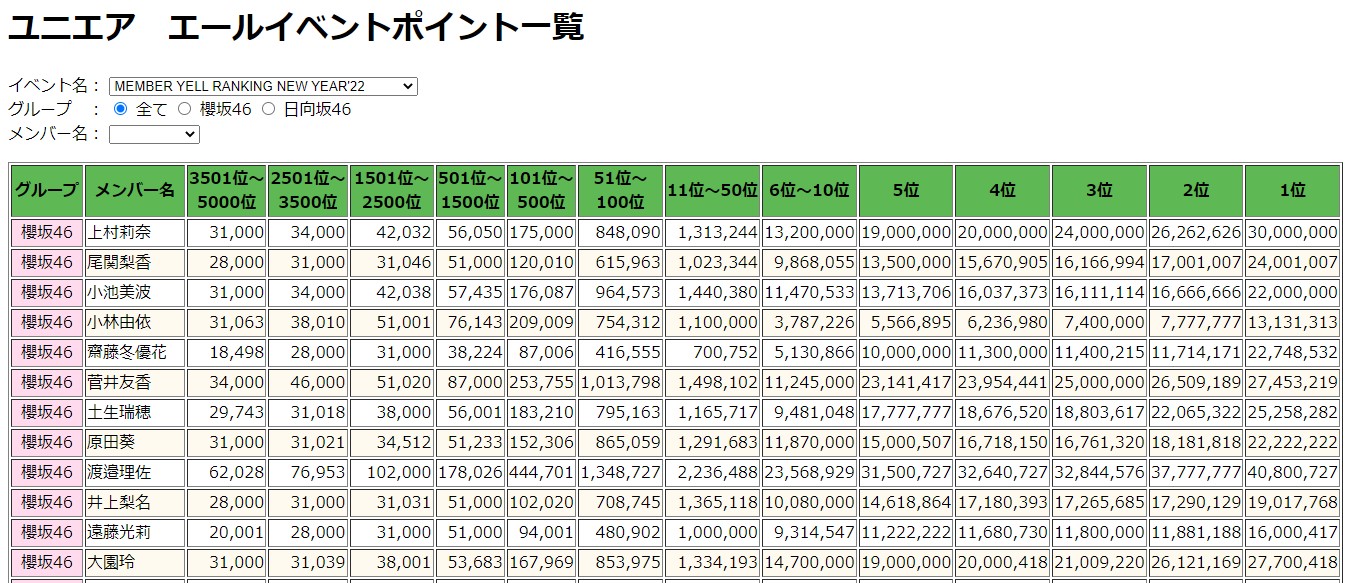 ユニエア　エールイベントポイント一覧
イベント名： MEMBER YELL RANKING NEW YEAR'22
グループ　： 全て 櫻坂46 日向坂46
メンバー名：
グループ メンバー名 3501位～5000位 2501位～3500位 1501位～2500位 501位～1500位 101位～500位 51位～100位 11位～50位 6位～10位 5位 4位 3位 2位 1位
櫻坂46 上村莉奈 31,000 34,000 42,032 56,050 175,000 848,090 1,313,244 13,200,000 19,000,000 20,000,000 24,000,000 26,262,626 30,000,000
櫻坂46 尾関梨香 28,000 31,000 31,046 51,000 120,010 615,963 1,023,344 9,868,055 13,500,000 15,670,905 16,166,994 17,001,007 24,001,007
櫻坂46 小池美波 31,000 34,000 42,038 57,435 176,087 964,573 1,440,380 11,470,533 13,713,706 16,037,373 16,111,114 16,666,666 22,000,000
櫻坂46 小林由依 31,063 38,010 51,001 76,143 209,009 754,312 1,100,000 3,787,226 5,566,895 6,236,980 7,400,000 7,777,777 13,131,313
櫻坂46 齋藤冬優花 18,498 28,000 31,000 38,224 87,006 416,555 700,752 5,130,866 10,000,000 11,300,000 11,400,215 11,714,171 22,748,532
櫻坂46 菅井友香 34,000 46,000 51,020 87,000 253,755 1,013,798 1,498,102 11,245,000 23,141,417 23,954,441 25,000,000 26,509,189 27,453,219
櫻坂46 土生瑞穂 29,743 31,018 38,000 56,001 183,210 795,163 1,165,717 9,481,048 17,777,777 18,676,520 18,803,617 22,065,322 25,258,282
櫻坂46 原田葵 31,000 31,021 34,512 51,233 152,306 865,059 1,291,683 11,870,000 15,000,507 16,718,150 16,761,320 18,181,818 22,222,222
櫻坂46 渡邉理佐 62,028 76,953 102,000 178,026 444,701 1,348,727 2,236,488 23,568,929 31,500,727 32,640,727 32,844,576 37,777,777 40,800,727
櫻坂46 井上梨名 28,000 31,000 31,031 51,000 102,020 708,745 1,365,118 10,080,000 14,618,864 17,180,393 17,265,685 17,290,129 19,017,768
櫻坂46 遠藤光莉 20,001 28,000 31,000 51,000 94,001 480,902 1,000,000 9,314,547 11,222,222 11,680,730 11,800,000 11,881,188 16,000,417
櫻坂46 大園玲 31,000 31,039 38,001 53,683 167,969 853,975 1,334,193 14,700,000 19,000,000 20,000,418 21,009,220 26,121,169 27,700,418